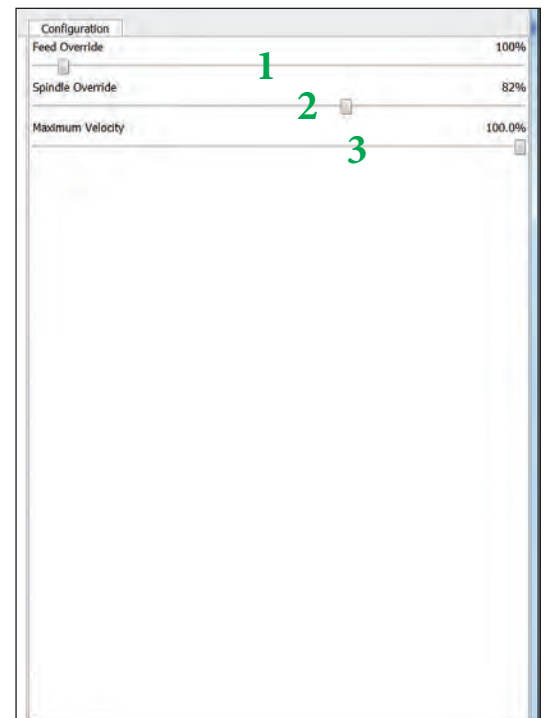 Configuration
Feed Override 100%
1
Spindle Override 82%
2
Maximum Velocity 100.0%
3